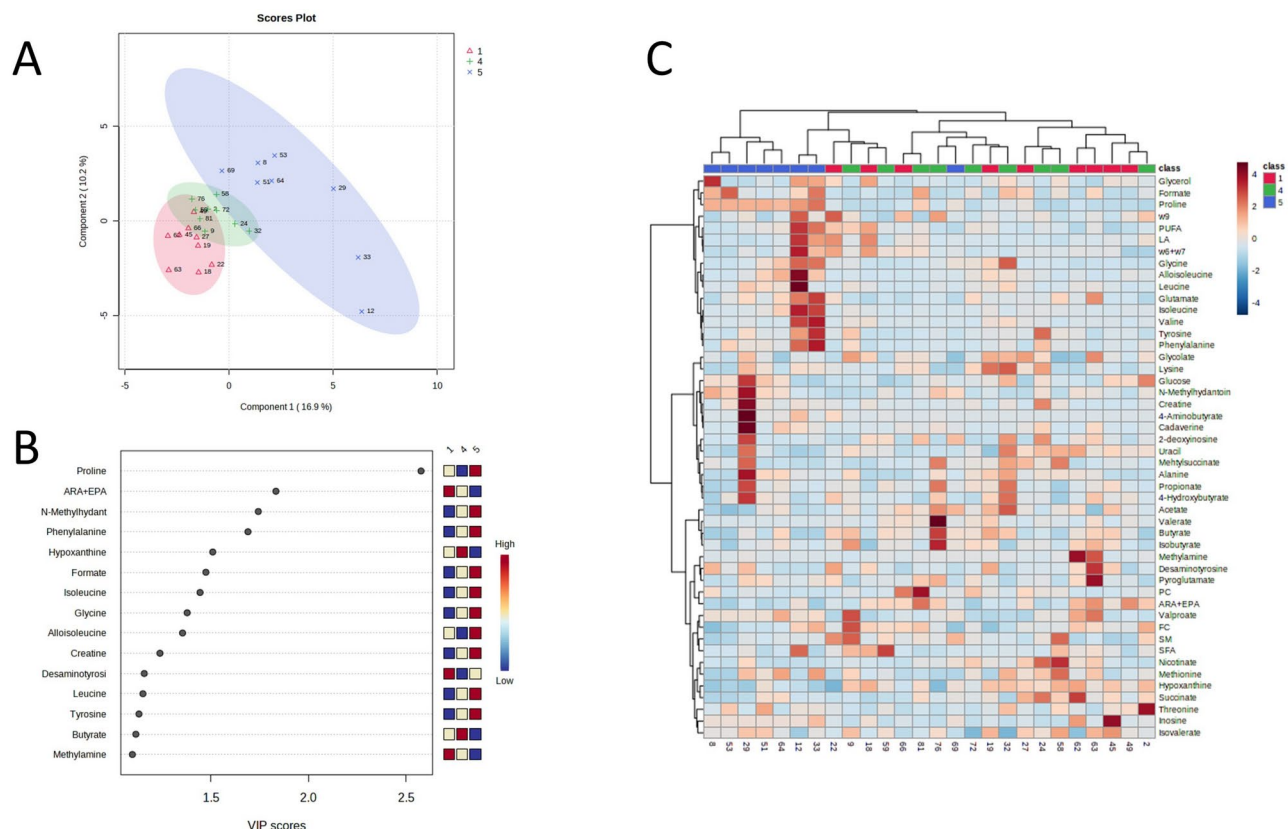 A
Scores Plot
1
4
5
Component 2 ( 10.2 %)
5
0
-5
53
8
69
51
64
29
76
58
72
81
24
9
32
66
45
27
19
22
63
18
33
12
-5
0
5
10
Component 1 ( 16.9 %)
B
1 4 5
Proline
ARA+EPA
N-Methylhydant
Phenylalanine
Hypoxanthine
Formate
Isoleucine
Glycine
Alloisoleucine
Creatine
Desaminotyrosi
Leucine
Tyrosine
Butyrate
Methylamine
High
Low
1.5 2.0 2.5
VIP scores
C
class
Glycerol
Formate
Proline
w9
PUFA
LA
w6+w7
Glycine
Alloisoleucine
Leucine
Glutamate
Isoleucine
Valine
Tyrosine
Phenylalanine
Glycolate
Lysine
Glucose
N-Methylhydantoin
Creatine
4-Aminobutyrate
Cadaverine
2-deoxyinosine
Uracil
Mehtylsuccinate
Alanine
Propionate
4-Hydroxybutyrate
Acetate
Valerate
Butyrate
Isobutyrate
Methylamine
Desaminotyrosine
Pyroglutamate
PC
ARA+EPA
Valproate
FC
SM
SFA
Nicotinate
Methionine
Hypoxanthine
Succinate
Threonine
Inosine
Isovalerate
8 53 29 51 64 12 33 22 9 18 59 66 81 76 69 72 19 32 27 24 58 62 63 45 49 2
4
2
0
-2
-4
class
1
4
5